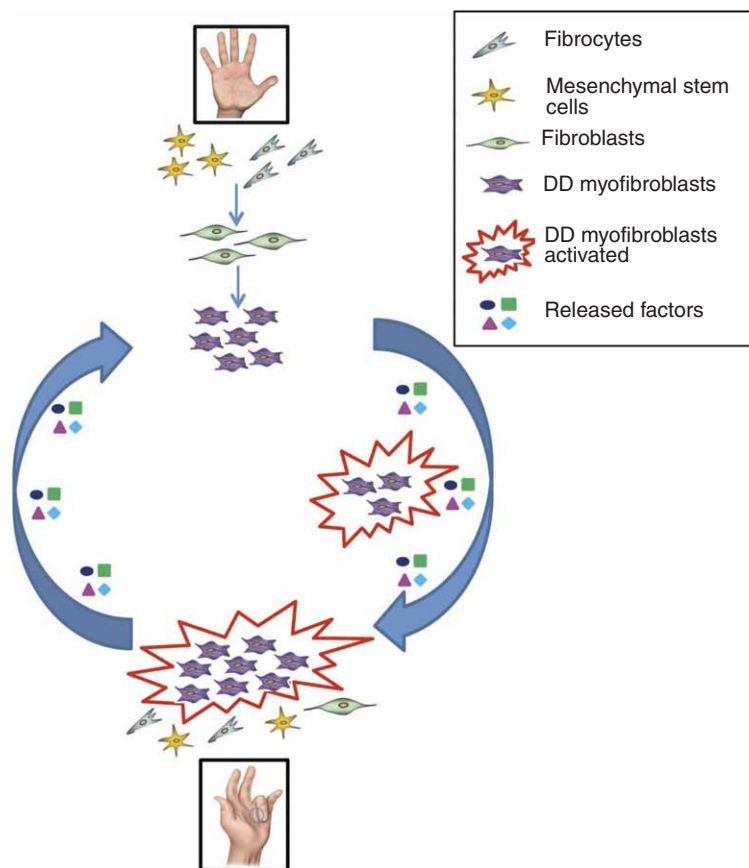 Fibrocytes
Mesenchymal stem
cells
Fibroblasts
DD myofibroblasts
DD myofibroblasts
activated
Released factors